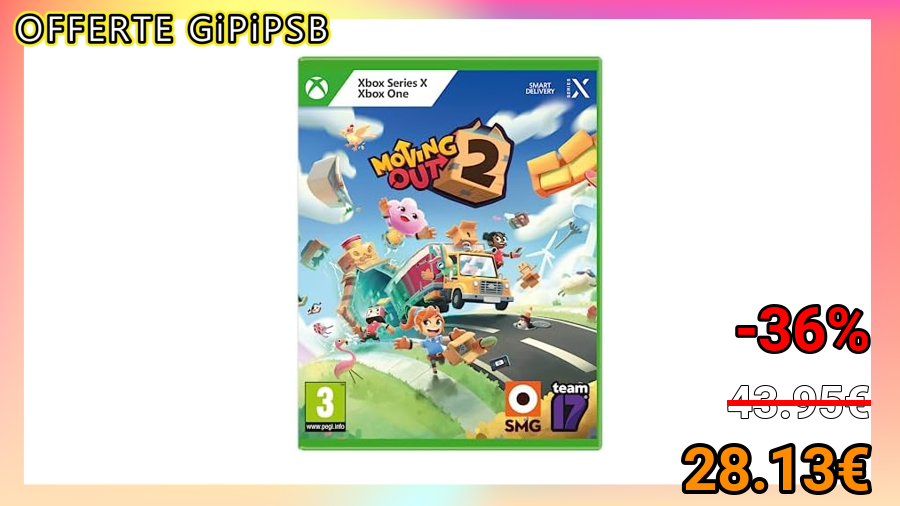 OFFERTE GiPiPSB
Xbox Series X
Xbox One
SMART
DELIVERY
SERIES
X
MOVING
OUT
2
3
www.pegi.info
SMG
team
17
-36%
43.95€
28.13€